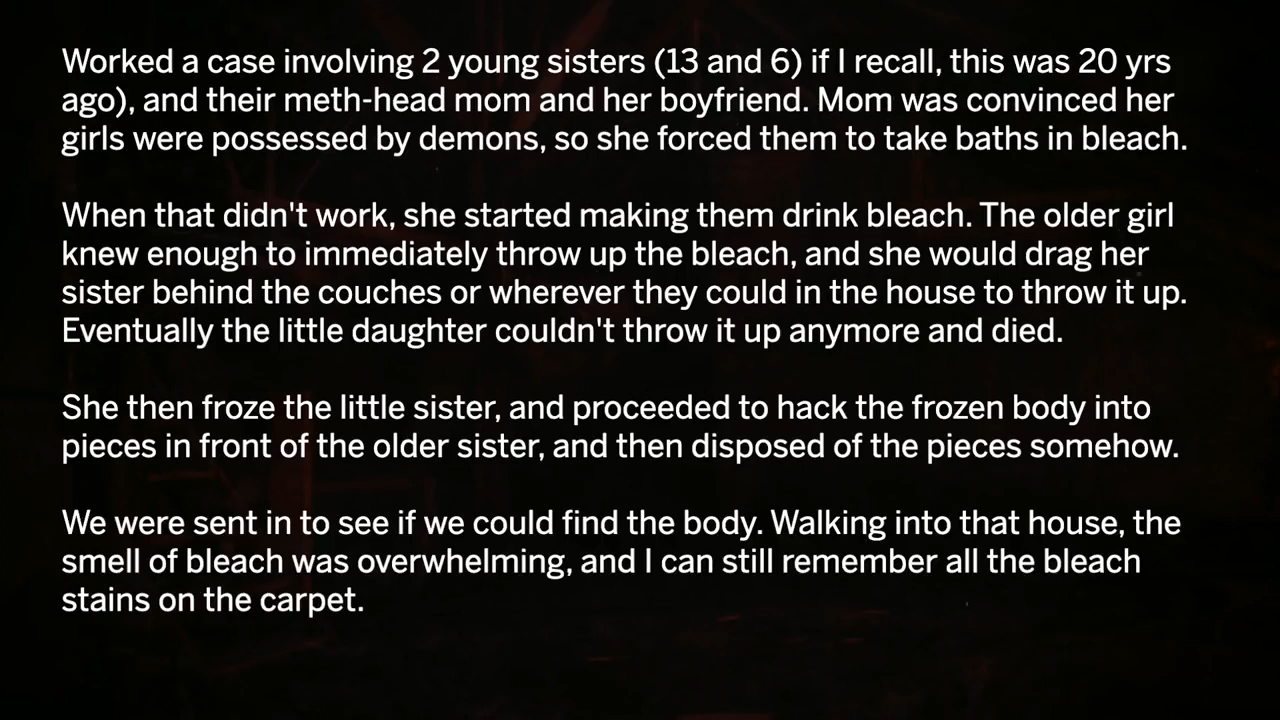 Worked a case involving 2 young sisters (13 and 6) if I recall, this was 20 yrs
ago), and their meth-head mom and her boyfriend. Mom was convinced her
girls were possessed by demons, so she forced them to take baths in bleach.
When that didn't work, she started making them drink bleach. The older girl
knew enough to immediately throw up the bleach, and she would drag her
sister behind the couches or wherever they could in the house to throw it up.
Eventually the little daughter couldn't throw it up anymore and died.
She then froze the little sister, and proceeded to hack the frozen body into
pieces in front of the older sister, and then disposed of the pieces somehow.
We were sent in to see if we could find the body. Walking into that house, the
smell of bleach was overwhelming, and I can still remember all the bleach
stains on the carpet.